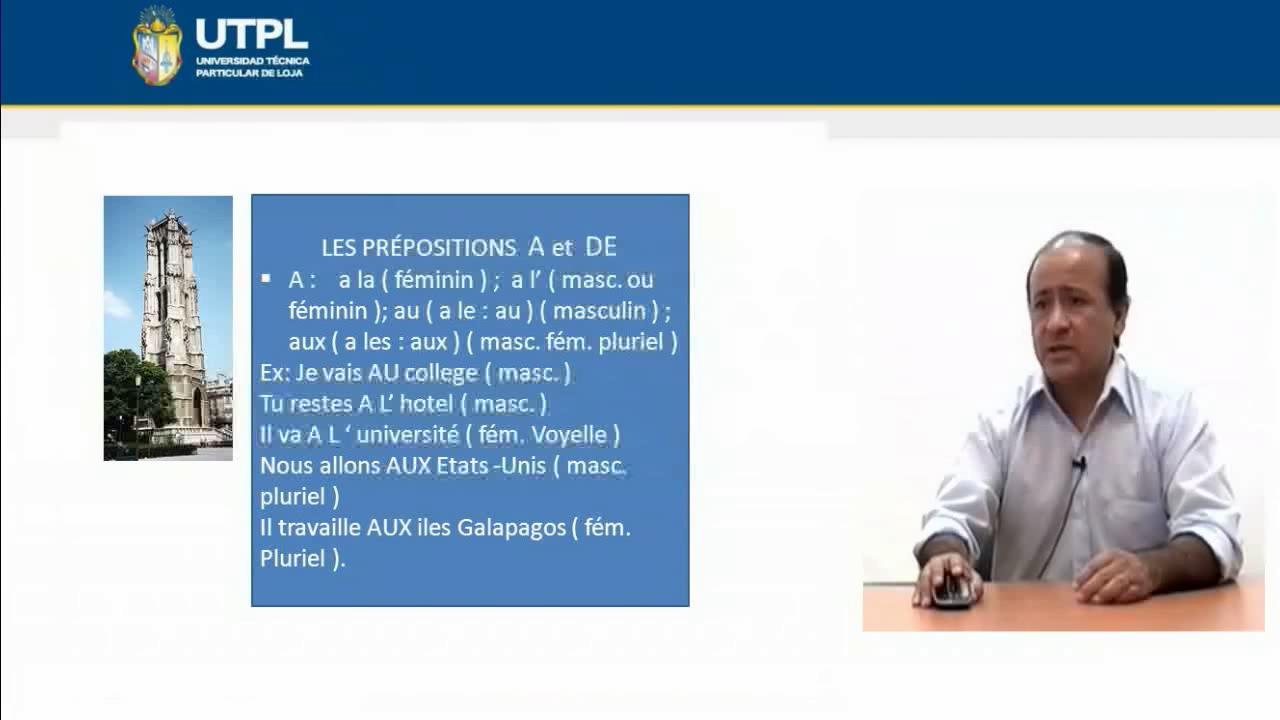 UTPL
UNIVERSIDAD TÉCNICA
PARTICULAR DE LOJA
LES PRÉPOSITIONS A et DE
▪ A : a la ( féminin ) ; a l’ ( masc. ou
féminin ); au ( a le : au ) ( masculin ) ;
aux ( a les : aux ) ( masc. fém. pluriel )
Ex: Je vais AU college ( masc. )
Tu restes A L’ hotel ( masc. )
Il va A L ‘ université ( fém. Voyelle )
Nous allons AUX Etats -Unis ( masc.
pluriel )
Il travaille AUX iles Galapagos ( fém.
Pluriel ).